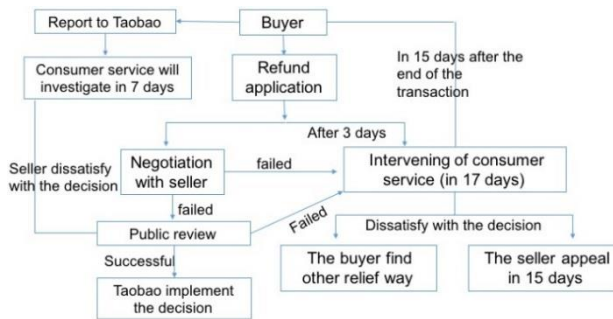 Report to Taobao
Buyer
In 15 days after the
end of the
transaction
Consumer service will
investigate in 7 days
Refund
application
After 3 days
Seller dissatisfy
with the decision
Negotiation
with seller
failed
Intervening of consumer
service (in 17 days)
failed
Failed
Public review
Dissatisfy with the decision
Successful
The buyer find
other relief way
The seller appeal
in 15 days
Taobao implement
the decision